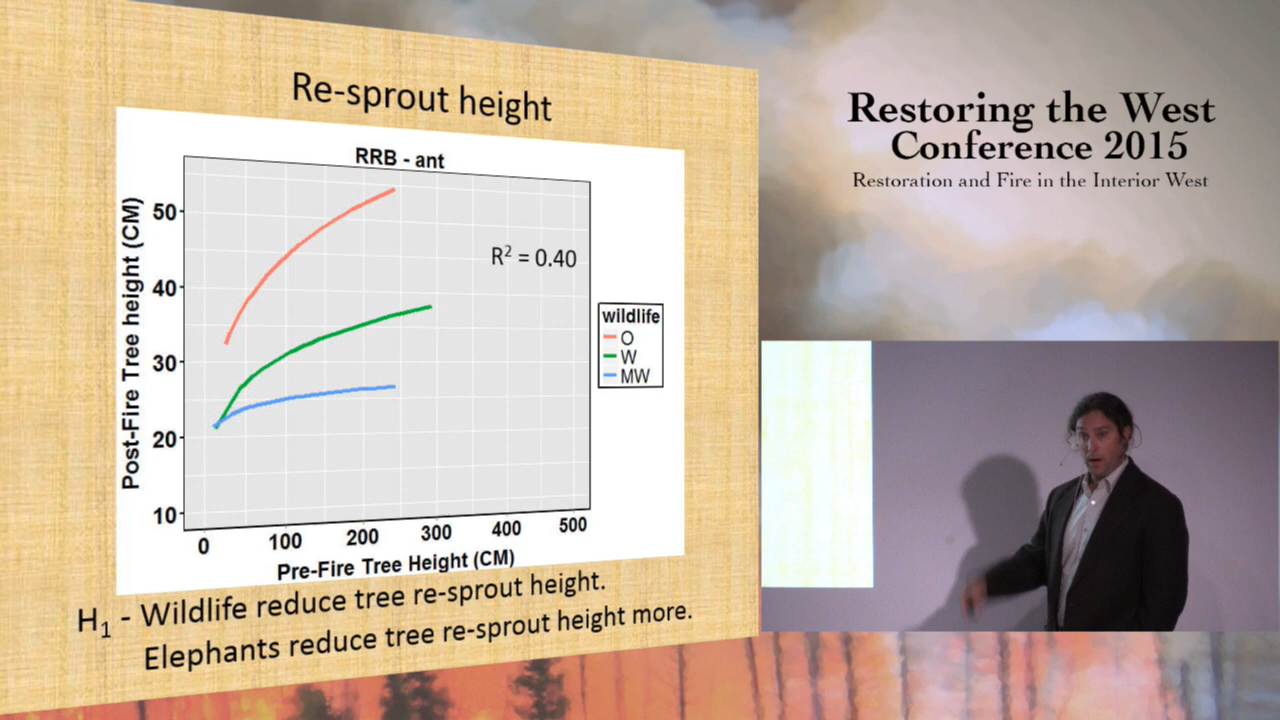 Re-sprout height
RRB - ant
Post-Fire Tree height (CM)
50
40
30
20
10
R² = 0.40
wildlife
O
W
MW
0 100 200 300 400 500
Pre-Fire Tree Height (CM)
H₁ - Wildlife reduce tree re-sprout height.
Elephants reduce tree re-sprout height more.
Restoring the West
Conference 2015
Restoration and Fire in the Interior West